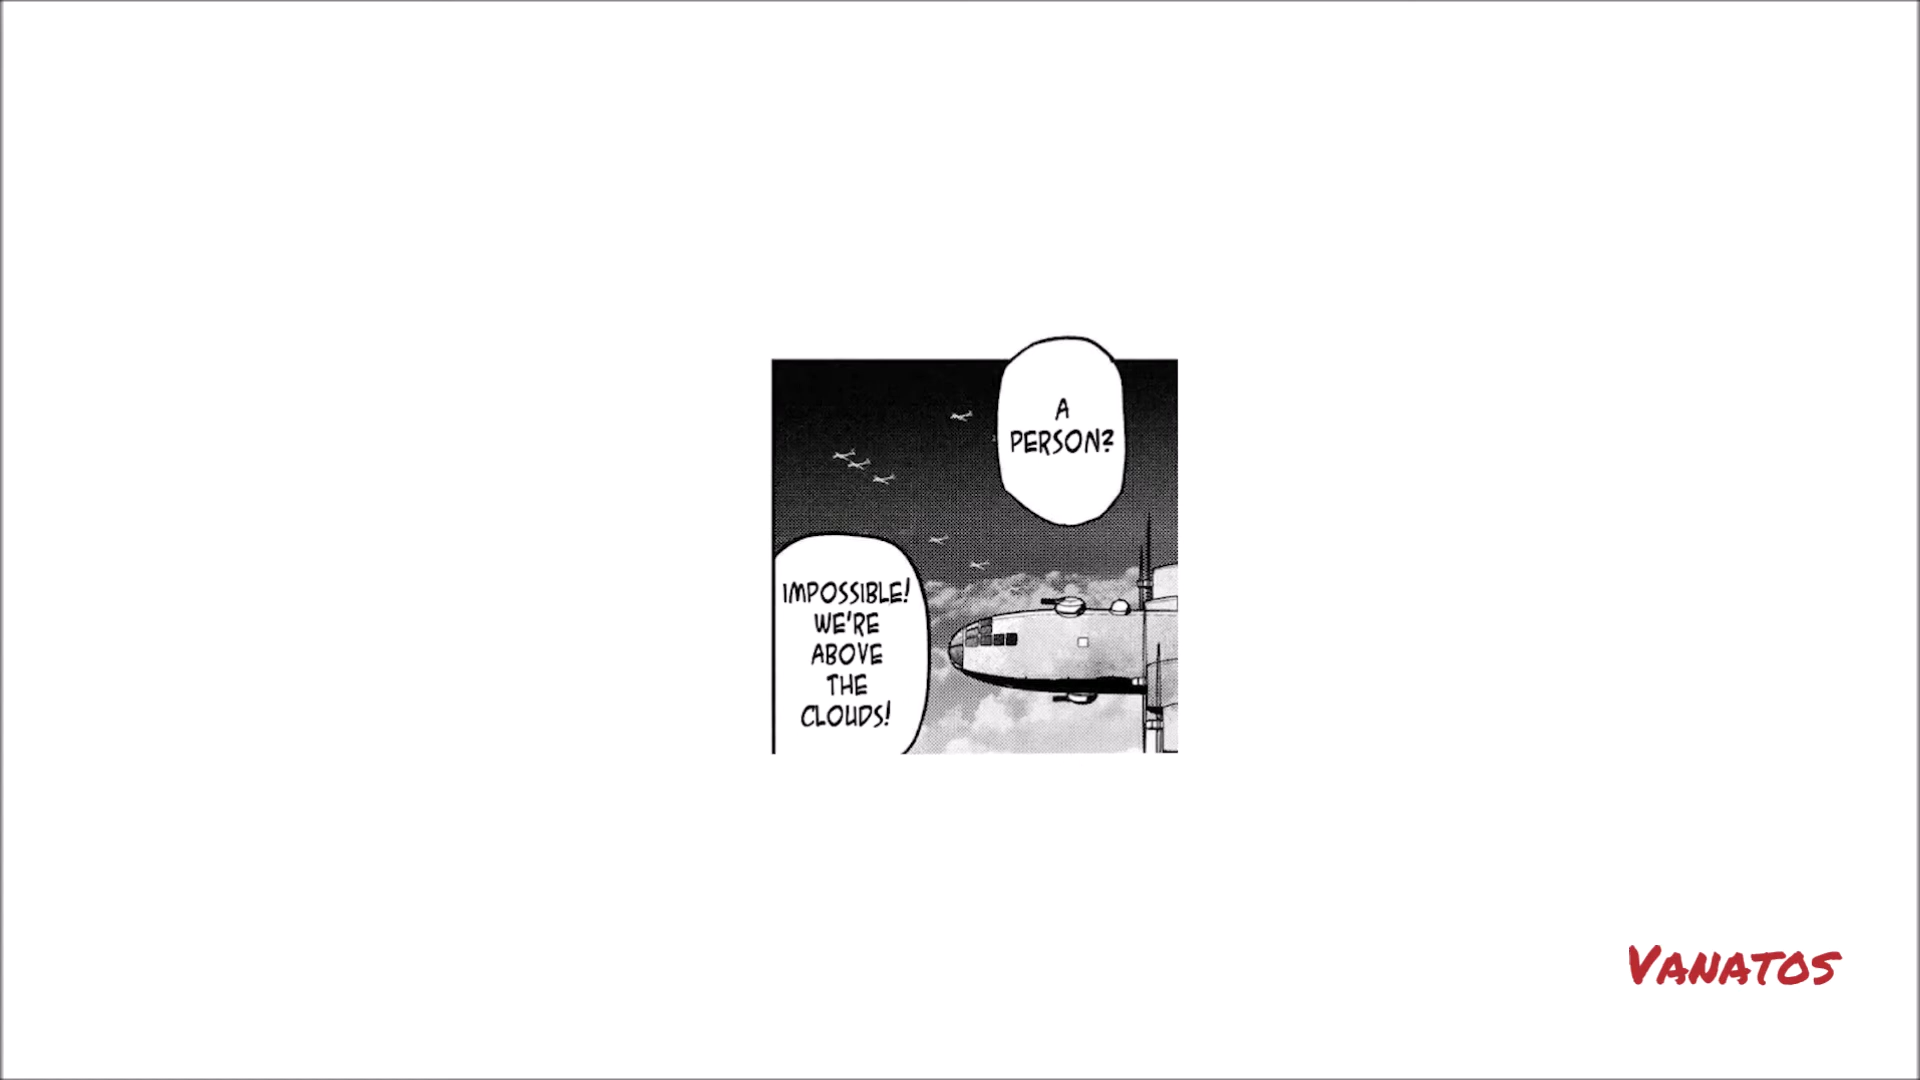 A
PERSON?
IMPOSSIBLE!
WE'RE
ABOVE
THE
CLOUDS!
VANATOS